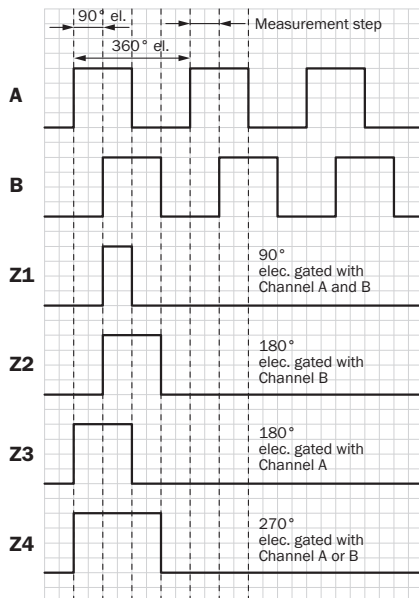 90° el.
Measurement step
360° el.
A
B
Z1
90°
elec. gated with
Channel A and B
Z2
180°
elec. gated with
Channel B
Z3
180°
elec. gated with
Channel A
Z4
270°
elec. gated with
Channel A or B